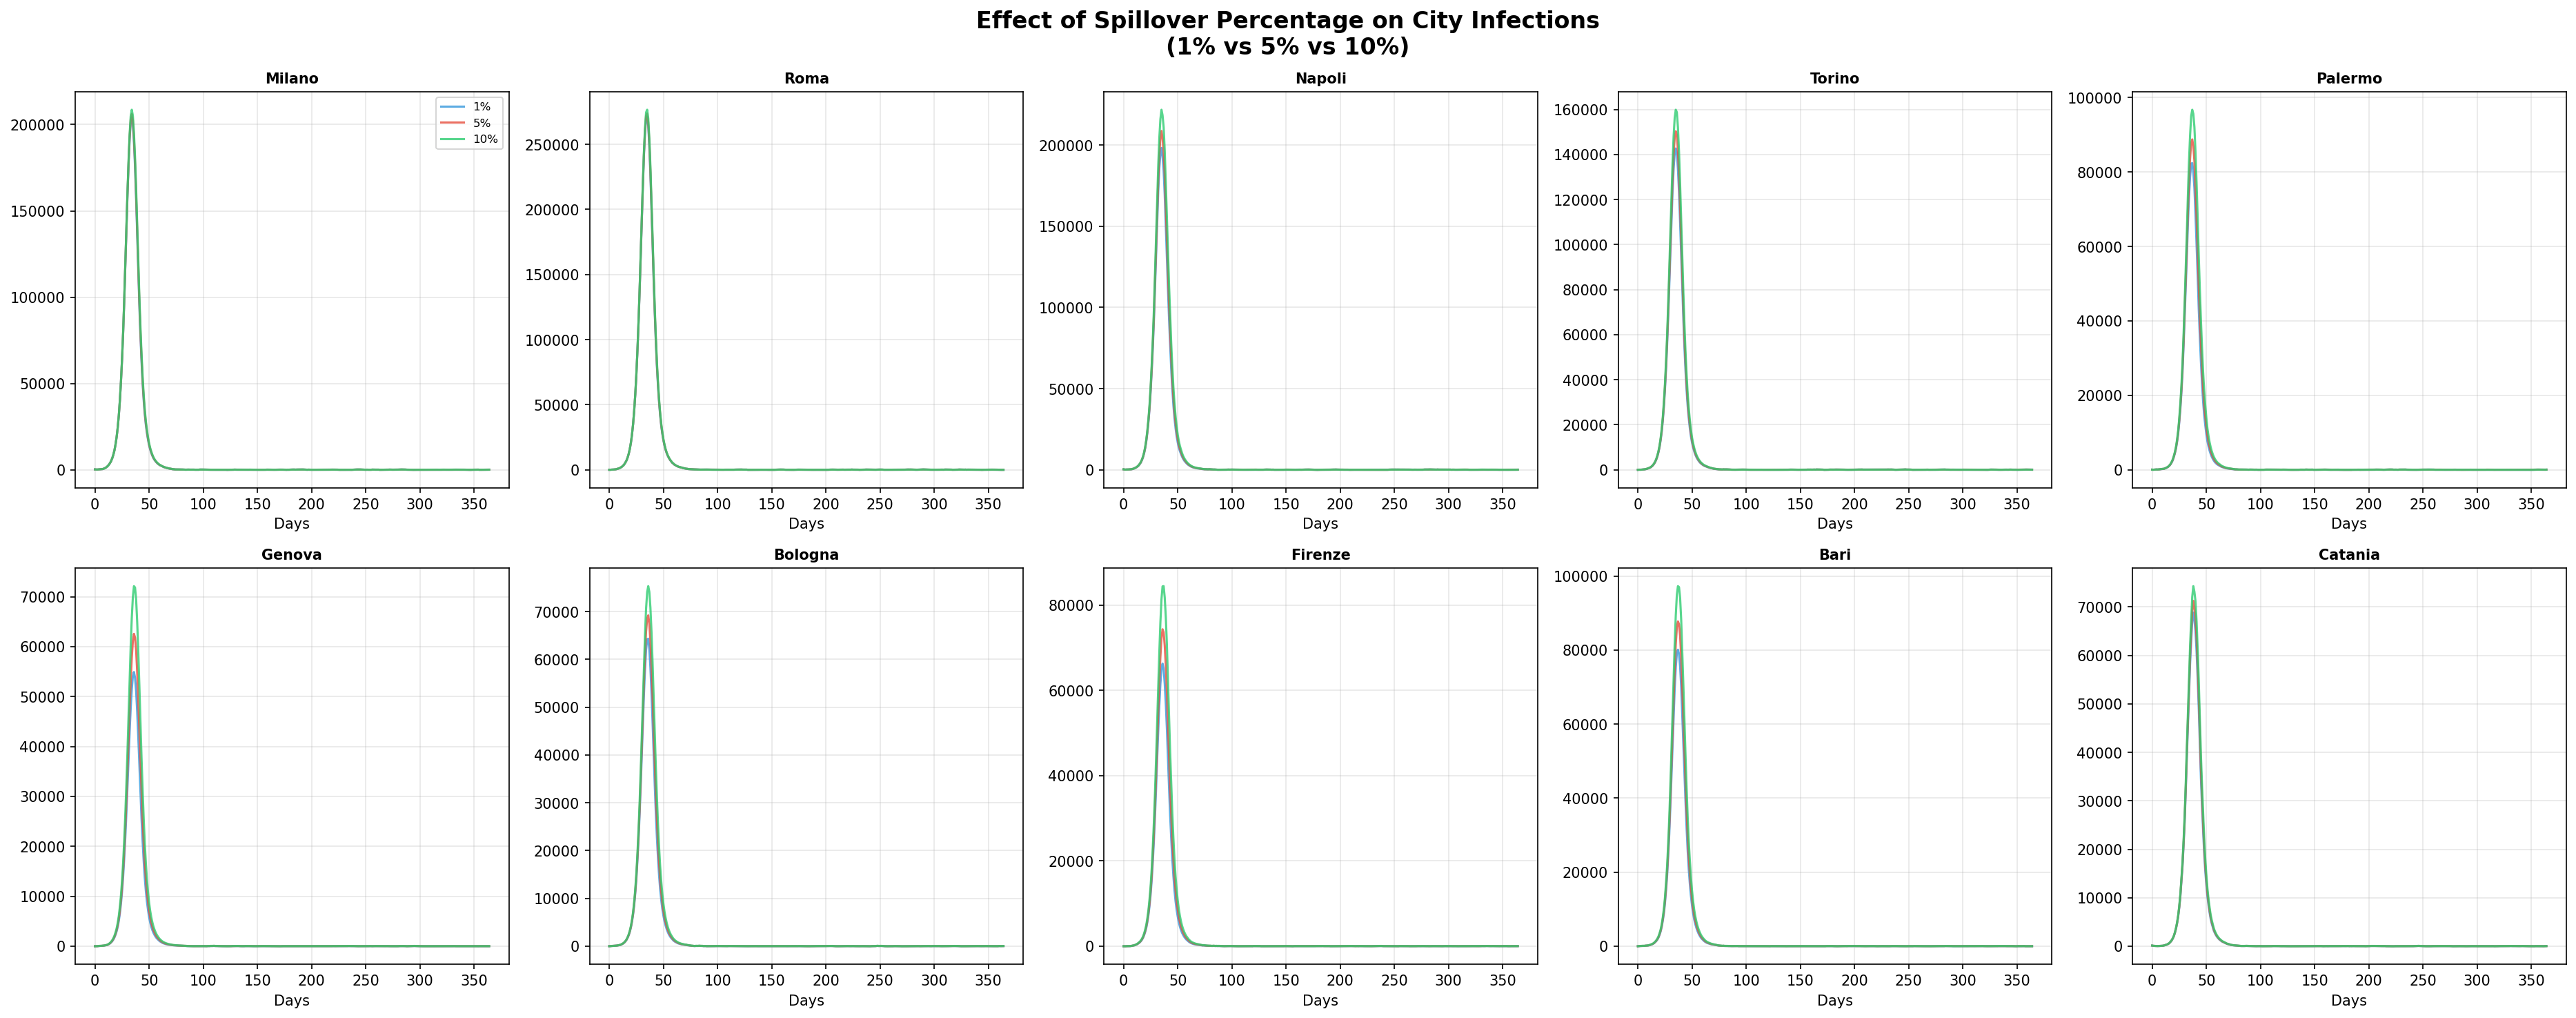 Effect of Spillover Percentage on City Infections
(1% vs 5% vs 10%)
Milano
200000
150000
100000
50000
0
0 50 100 150 200 250 300 350
Days
1%
5%
10%
Roma
250000
200000
150000
100000
50000
0
0 50 100 150 200 250 300 350
Days
Napoli
200000
150000
100000
50000
0
0 50 100 150 200 250 300 350
Days
Torino
160000
140000
120000
100000
80000
60000
40000
20000
0
0 50 100 150 200 250 300 350
Days
Palermo
100000
80000
60000
40000
20000
0
0 50 100 150 200 250 300 350
Days
Genova
70000
60000
50000
40000
30000
20000
10000
0
0 50 100 150 200 250 300 350
Days
Bologna
70000
60000
50000
40000
30000
20000
10000
0
0 50 100 150 200 250 300 350
Days
Firenze
80000
60000
40000
20000
0
0 50 100 150 200 250 300 350
Days
Bari
100000
80000
60000
40000
20000
0
0 50 100 150 200 250 300 350
Days
Catania
70000
60000
50000
40000
30000
20000
10000
0
0 50 100 150 200 250 300 350
Days